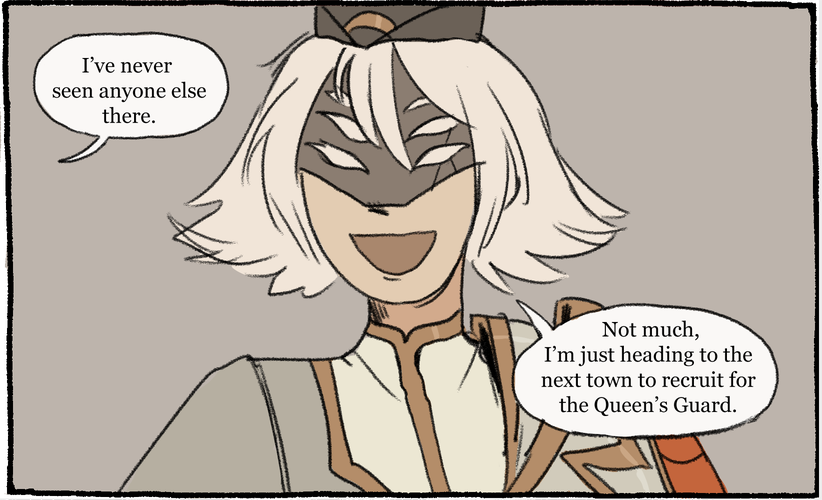 I've never
seen anyone else
there.
Not much,
I'm just heading to the
next town to recruit for
the Queen's Guard.